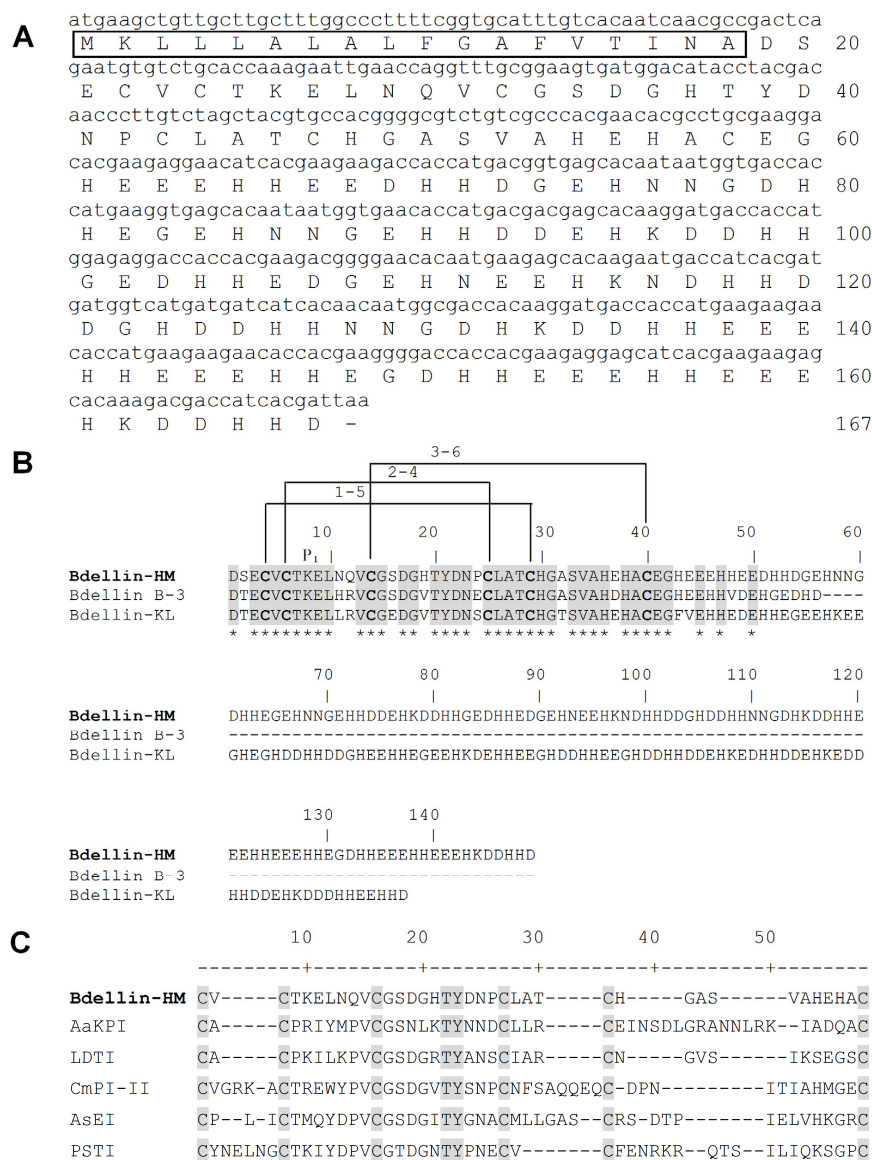 A
atgaagctgttgcttgctttggcccttttcggtgcatttgtcacaatcaacgccgactca
M K L L L A L A L F G A F V T I N A D S 20
gaatgtgtctgcaccaaagaattgaaccaggtttgcggaagtgatggacatacctacgac
E C V C T K E L N Q V C G S D G H T Y D 40
aacccttgtctagctacgtgccacggggcgtctgtcgcccacgaacacgcctgcgaagga
N P C L A T C H G A S V A H E H A C E G 60
cacgaagaggaacatcacgaagaagaccaccatgacggtgagcacaataatggtgaccac
H E E E H H E E D H H D G E H N N G D H 80
catgaaggtgagcacaataatggtgaacaccatgacgacgagcacaaggatgaccaccat
H E G E H N N G E H H D D E H K D D H H 100
ggagaggaccaccacgaagacggggaacacaatgaagagcacaagaatgaccatcacgat
G E D H H E D G E H N E E H K N D H H D 120
gatggtcatgatgatcatcacaacaatggcgaccacaaggatgaccaccatgaagaagaa
D G H D D H H N N G D H K D D H H E E E 140
caccatgaagaagaacaccacgaaggggaccaccacgaagaggagcatcacgaagaagag
H H E E E H H E G D H H E E E H H E E E 160
cacaaagacgaccatcacgattaa
H K D D H H D - 167
B
3-6
2-4
1-5
10 20 30 40 50 60
P₁
Bdellin-HM DSECVCTKELNQVCGSDGHTYDNPCLATCHGASVAHEHACEGHEEEHHEEDHHDGEHNNG
Bdellin B-3 DTECVCTKELHRVCGSDGVTYDNECLATCHGASVAHDHACEGHEEHHVDEHGEDHD----
Bdellin-KL DTECVCTKELLRVCGEDGVTYDNSCLATCHGTSVAHEHACEGFVEHHEDEHHEGEEHKEE
* ********* *** ** **** ******* **** ***** * * *
70 80 90 100 110 120
Bdellin-HM DHHEGEHNNGEHHDDEHKDDHHGEDHHEDGEHNEEHKNDHHDDGHDDHHNNGDHKDDHHE
Bdellin B-3 ------------------------------------------------------------
Bdellin-KL GHEGHDDHHDDGHEEHHEGEEHKDEHHEEGHDDHHEEGHDDHHDDEHKEDHHDDEHKEDD
130 140
Bdellin-HM EEHHEEEHHEGDHHEEEHHEEEHKDDHHD
Bdellin B-3 -----------------------------
Bdellin-KL HHDDEHKDDDHHEEHHD
C
10 20 30 40 50
---------+---------+---------+---------+---------+--------
Bdellin-HM CV-----CTKELNQVCGSDGHTYDNPCLAT-----CH----GAS-----VAHEHAC
AaKPI CA-----CPRIYMPVCGSNLKTYNNDCLLR-----CEINSDLGRANNLRK--IADQAC
LDTI CA-----CPKILKPVCGSDGRTYANSCIAR-----CN----GVS-----IKSEGSC
CmPI-II CVGRK-ACTREWYPVCGSDGVTYSNPCNFSAQQEQC-DPN---------ITIAHMGEC
AsEI CP--L-ICTMQYDPVCGSDGITYGNACMLLGAS--CRS-DTP------IELVHKGRC
PSTI CYNELNGCTKIYDPVCGTDGNTYPNECV------CFENRKR--QTS--ILIQKSGPC